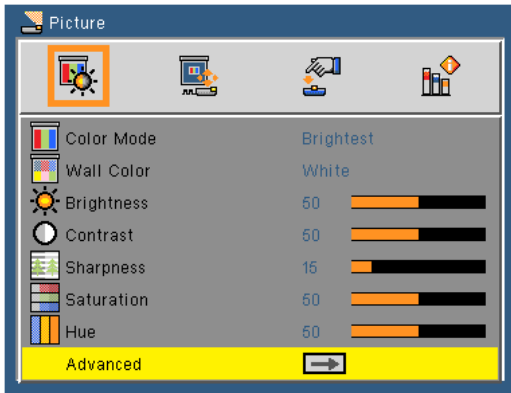 Picture
Color Mode Brightest
Wall Color White
Brightness 50
Contrast 50
Sharpness 15
Saturation 50
Hue 50
Advanced